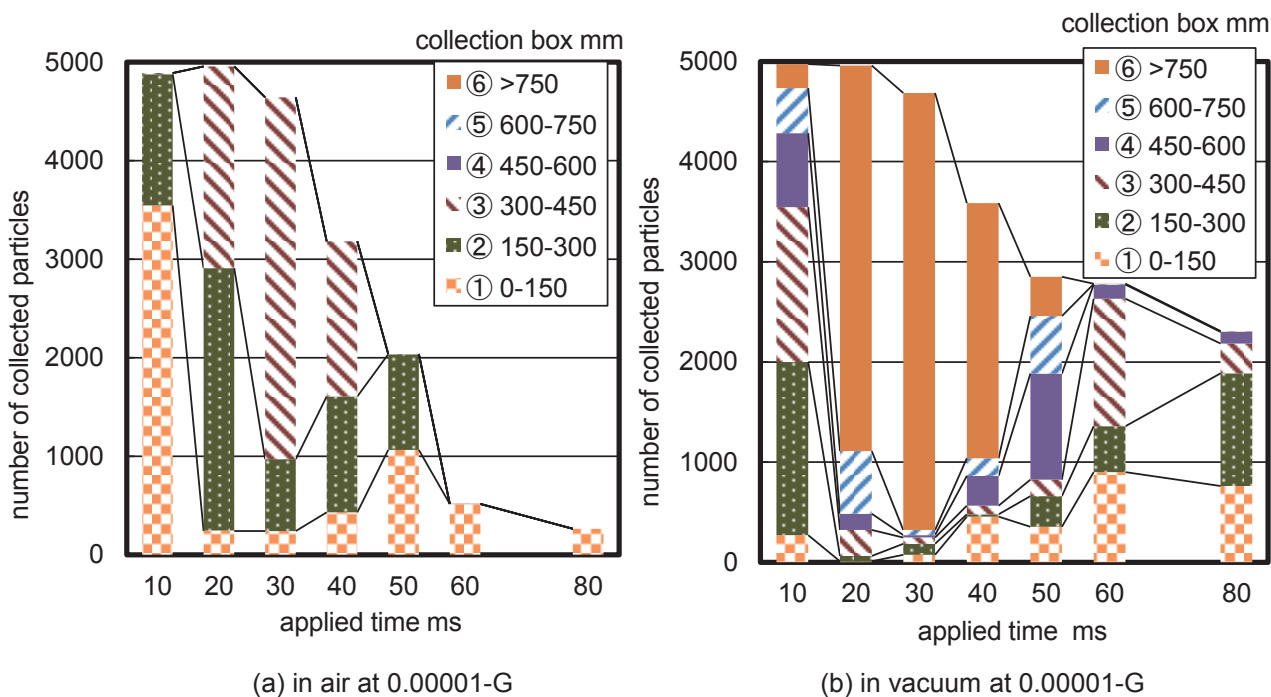 collection box mm
5000
4000
3000
2000
1000
0
number of collected particles
⑥ >750
⑤ 600-750
④ 450-600
③ 300-450
② 150-300
① 0-150
10 20 30 40 50 60 80
applied time ms
(a) in air at 0.00001-G
collection box mm
5000
4000
3000
2000
1000
0
number of collected particles
⑥ >750
⑤ 600-750
④ 450-600
③ 300-450
② 150-300
① 0-150
10 20 30 40 50 60 80
applied time ms
(b) in vacuum at 0.00001-G